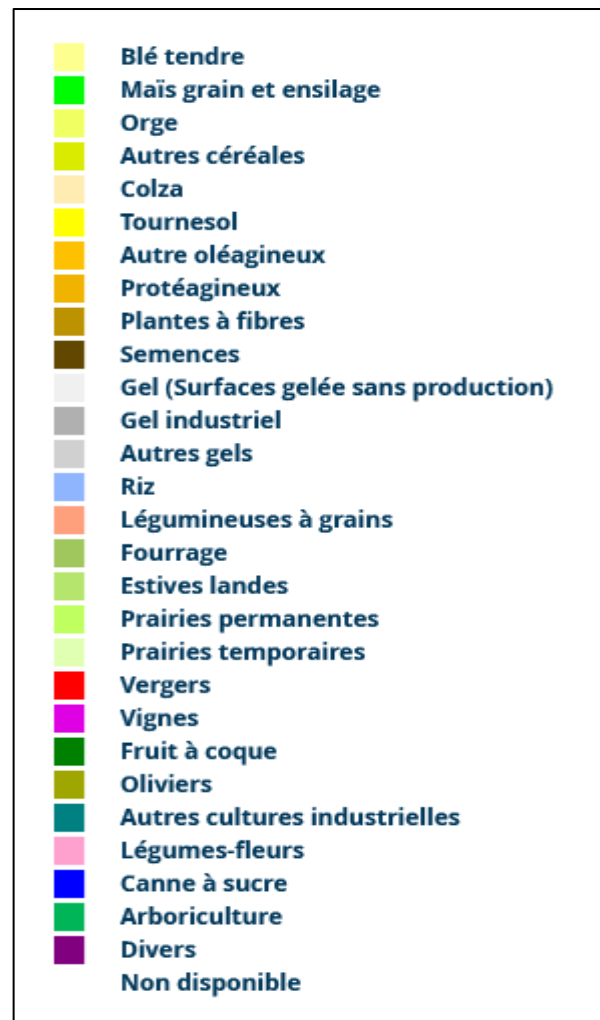 Blé tendre
Maïs grain et ensilage
Orge
Autres céréales
Colza
Tournesol
Autre oléagineux
Protéagineux
Plantes à fibres
Semences
Gel (Surfaces gelée sans production)
Gel industriel
Autres gels
Riz
Légumineuses à grains
Fourrage
Estives landes
Prairies permanentes
Prairies temporaires
Vergers
Vignes
Fruit à coque
Oliviers
Autres cultures industrielles
Légumes-fleurs
Canne à sucre
Arboriculture
Divers
Non disponible